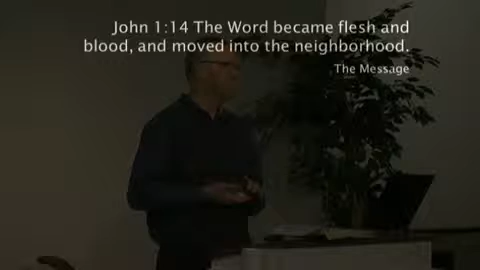 John 1:14 The Word became flesh and
blood, and moved into the neighborhood.
The Message